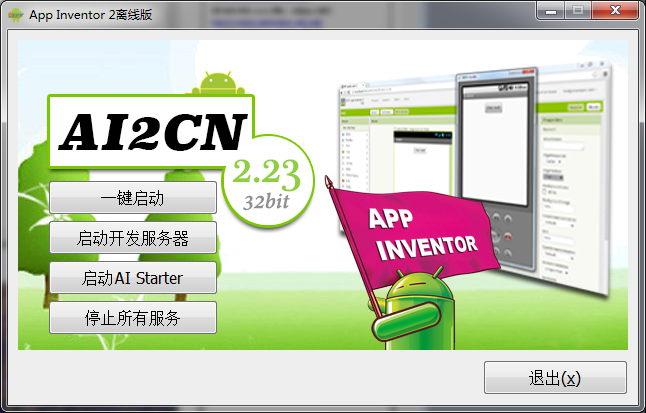 App Inventor 2离线版
AI2CN
2.23
32bit
一键启动
启动开发服务器
启动AI Starter
停止所有服务
APP
INVENTOR
退出(x)